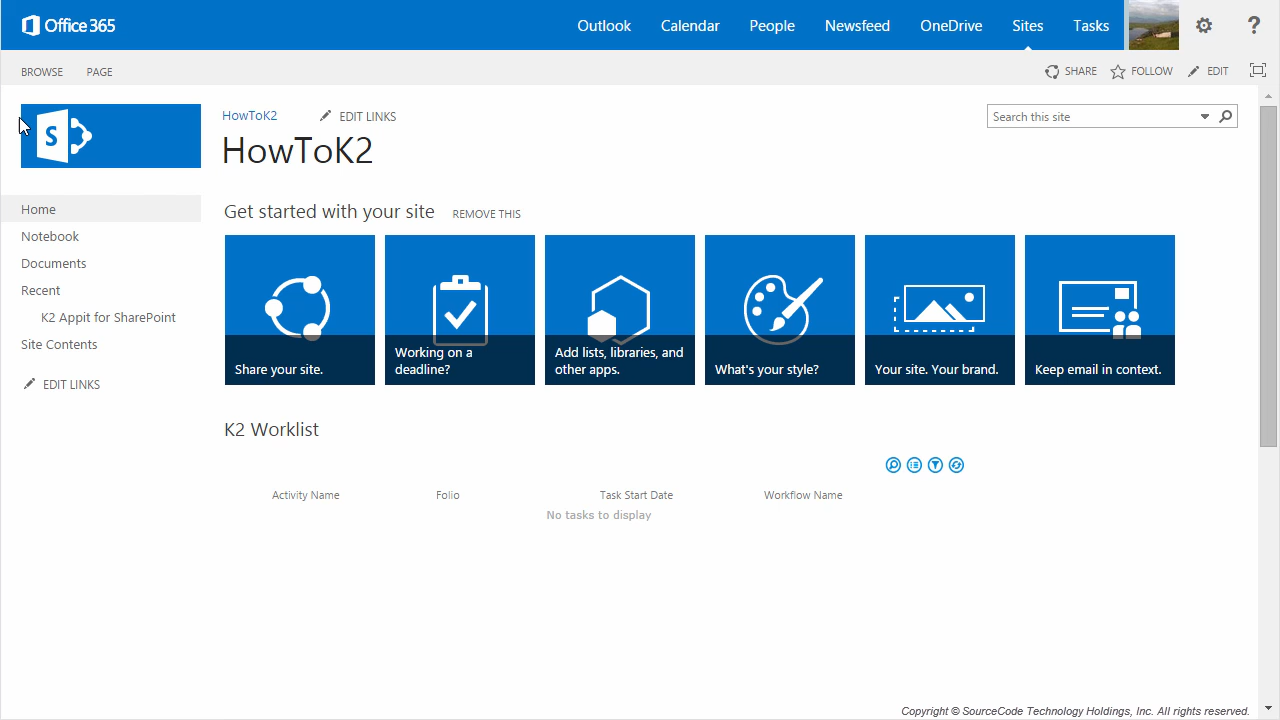 Office 365
Outlook Calendar People Newsfeed OneDrive Sites Tasks ?
BROWSE PAGE
SHARE FOLLOW EDIT
S
HowToK2 EDIT LINKS
Search this site
HowToK2
Home
Notebook
Documents
Recent
K2 Appit for SharePoint
Site Contents
EDIT LINKS
Get started with your site REMOVE THIS
Share your site.
Working on a
deadline?
Add lists, libraries, and
other apps.
What's your style?
Your site. Your brand.
Keep email in context.
K2 Worklist
Activity Name Folio Task Start Date Workflow Name
No tasks to display
Copyright © SourceCode Technology Holdings, Inc. All rights reserved.